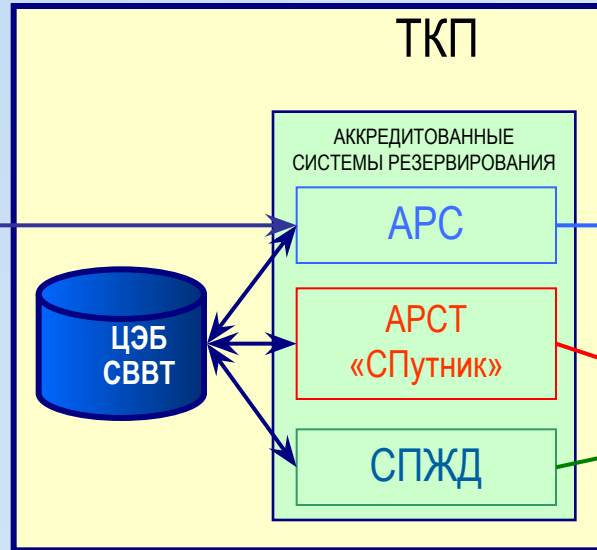 ТКП
АККРЕДИТОВАННЫЕ
СИСТЕМЫ РЕЗЕРВИРОВАНИЯ
АРС
ЦЭБ
СВВТ
АРСТ
«СПутник»
СПЖД